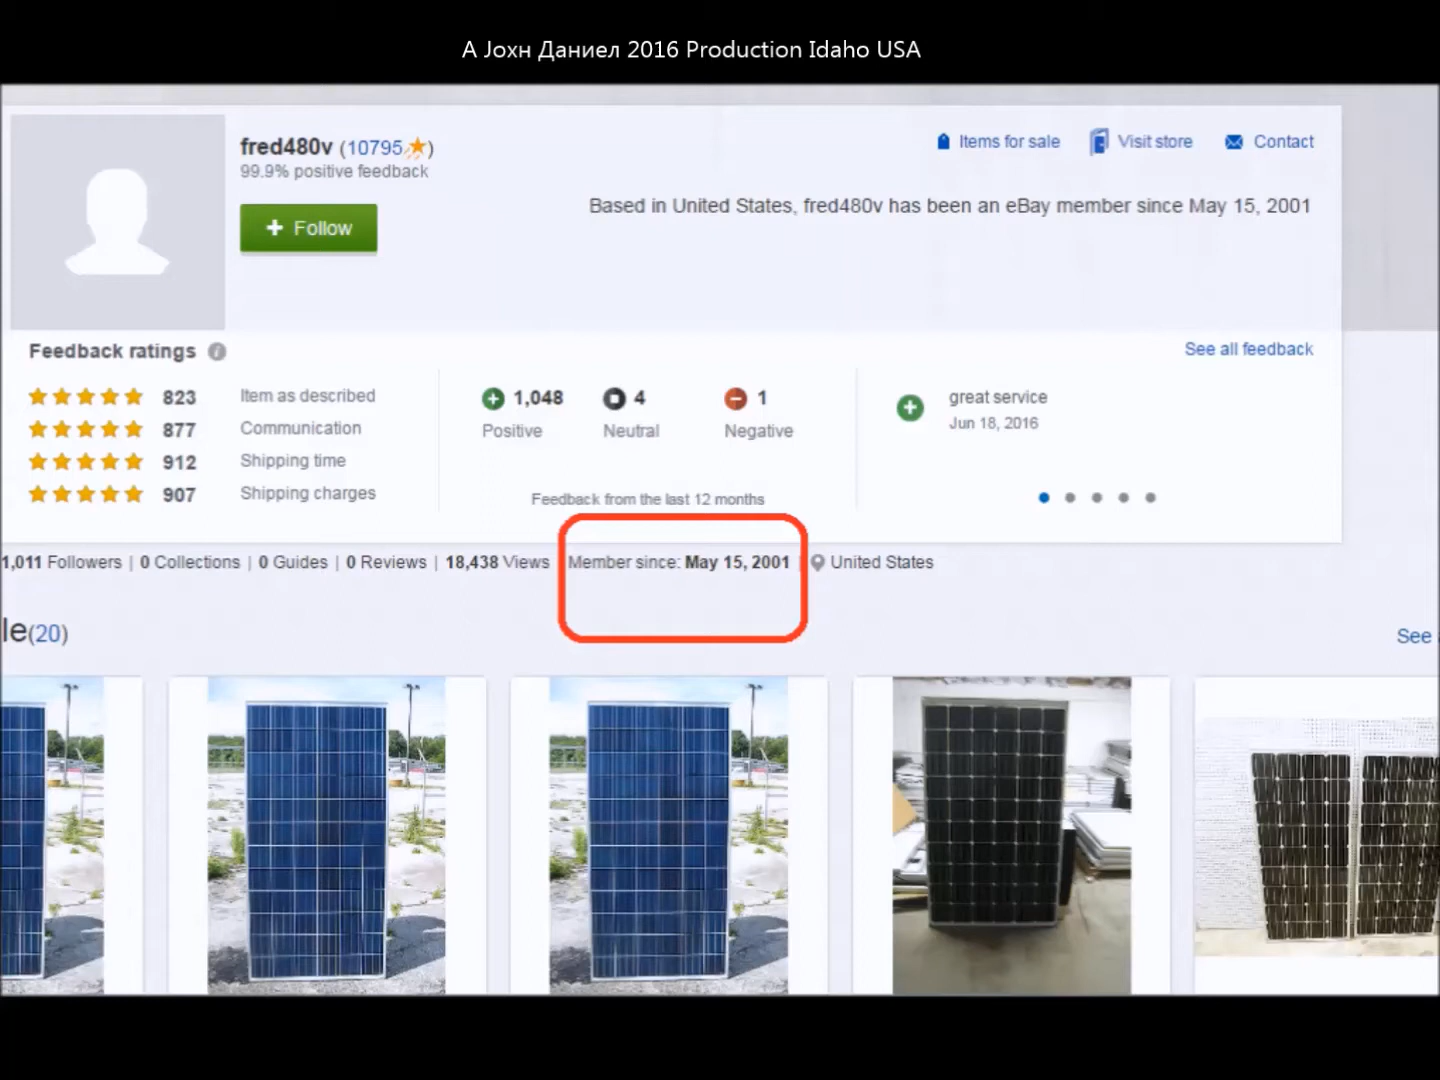 А Јохн Даниел 2016 Production Idaho USA
fred480v (10795)
99.9% positive feedback
Follow
Items for sale
Visit store
Contact
Based in United States, fred480v has been an eBay member since May 15, 2001
Feedback ratings
See all feedback
823 Item as described
877 Communication
912 Shipping time
907 Shipping charges
1,048
Positive
4
Neutral
1
Negative
Feedback from the last 12 months
great service
Jun 18, 2016
1,011 Followers | 0 Collections | 0 Guides | 0 Reviews | 18,438 Views Member since: May 15, 2001 | United States
le(20)
See